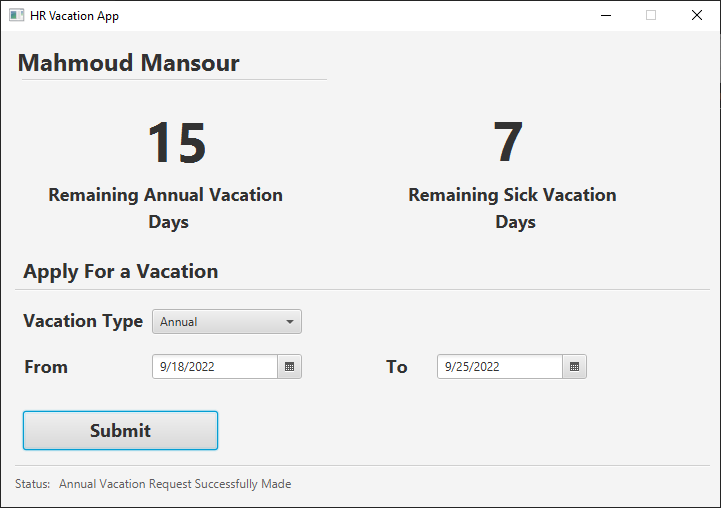 HR Vacation App
Mahmoud Mansour
15
7
Remaining Annual Vacation
Days
Remaining Sick Vacation
Days
Apply For a Vacation
Vacation Type Annual
From 9/18/2022 To 9/25/2022
Submit
Status: Annual Vacation Request Successfully Made